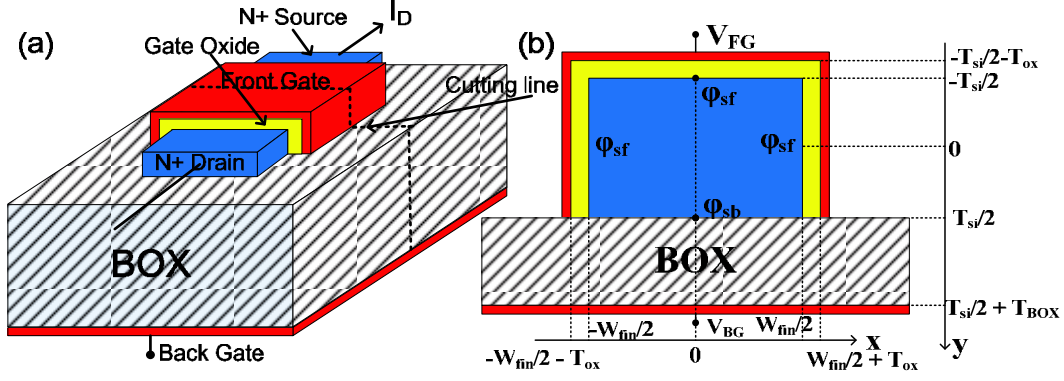 (a)
N+ Source
I_D
Gate Oxide
Front Gate
Cutting line
N+ Drain
BOX
Back Gate
(b)
V_FG
-T_si/2-T_ox
-T_si/2
φ_sf
φ_sf
φ_sf
0
φ_sb
T_si/2
BOX
T_si/2 + T_BOX
-W_fin/2
V_BG
W_fin/2
x
y
-W_fin/2 - T_ox
0
W_fin/2 + T_ox